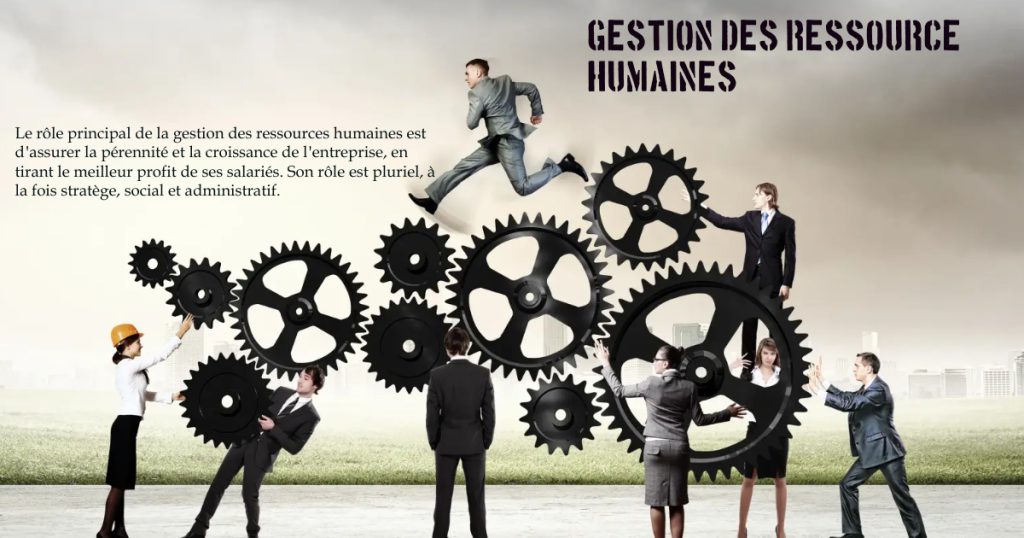 GESTION DES RESSOURCE
HUMAINES
Le rôle principal de la gestion des ressources humaines est
d'assurer la pérennité et la croissance de l'entreprise, en
tirant le meilleur profit de ses salariés. Son rôle est pluriel, à
la fois stratège, social et administratif.